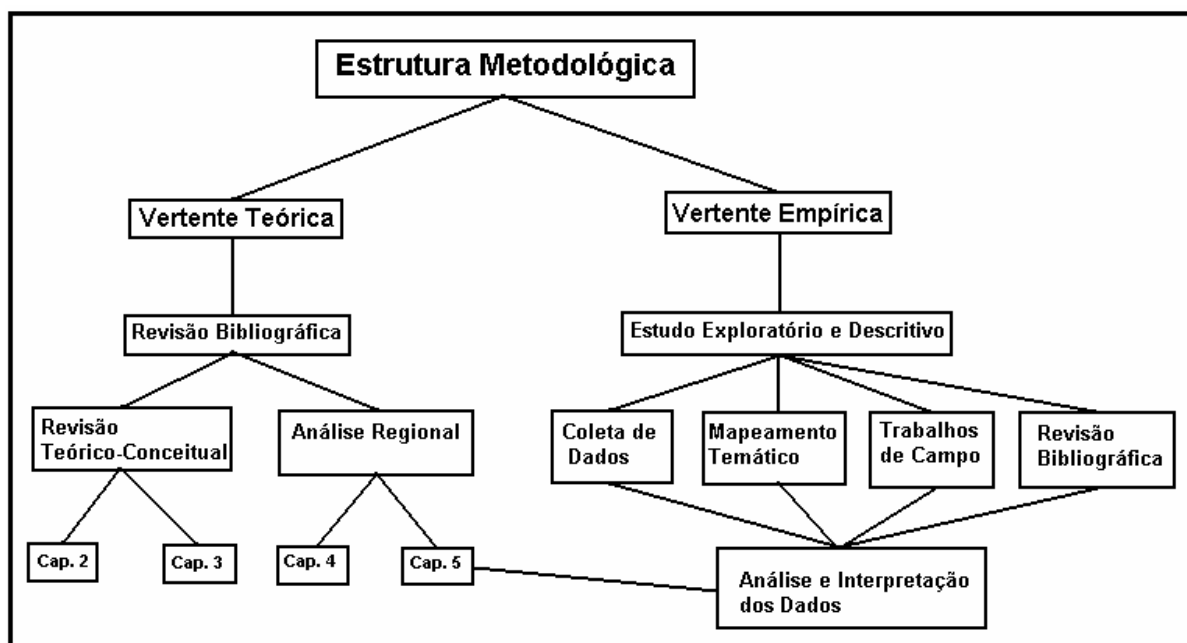 Estrutura Metodológica
Vertente Teórica
Vertente Empírica
Revisão Bibliográfica
Estudo Exploratório e Descritivo
Revisão
Teórico-Conceitual
Análise Regional
Coleta de
Dados
Mapeamento
Temático
Trabalhos
de Campo
Revisão
Bibliográfica
Cap. 2
Cap. 3
Cap. 4
Cap. 5
Análise e Interpretação
dos Dados